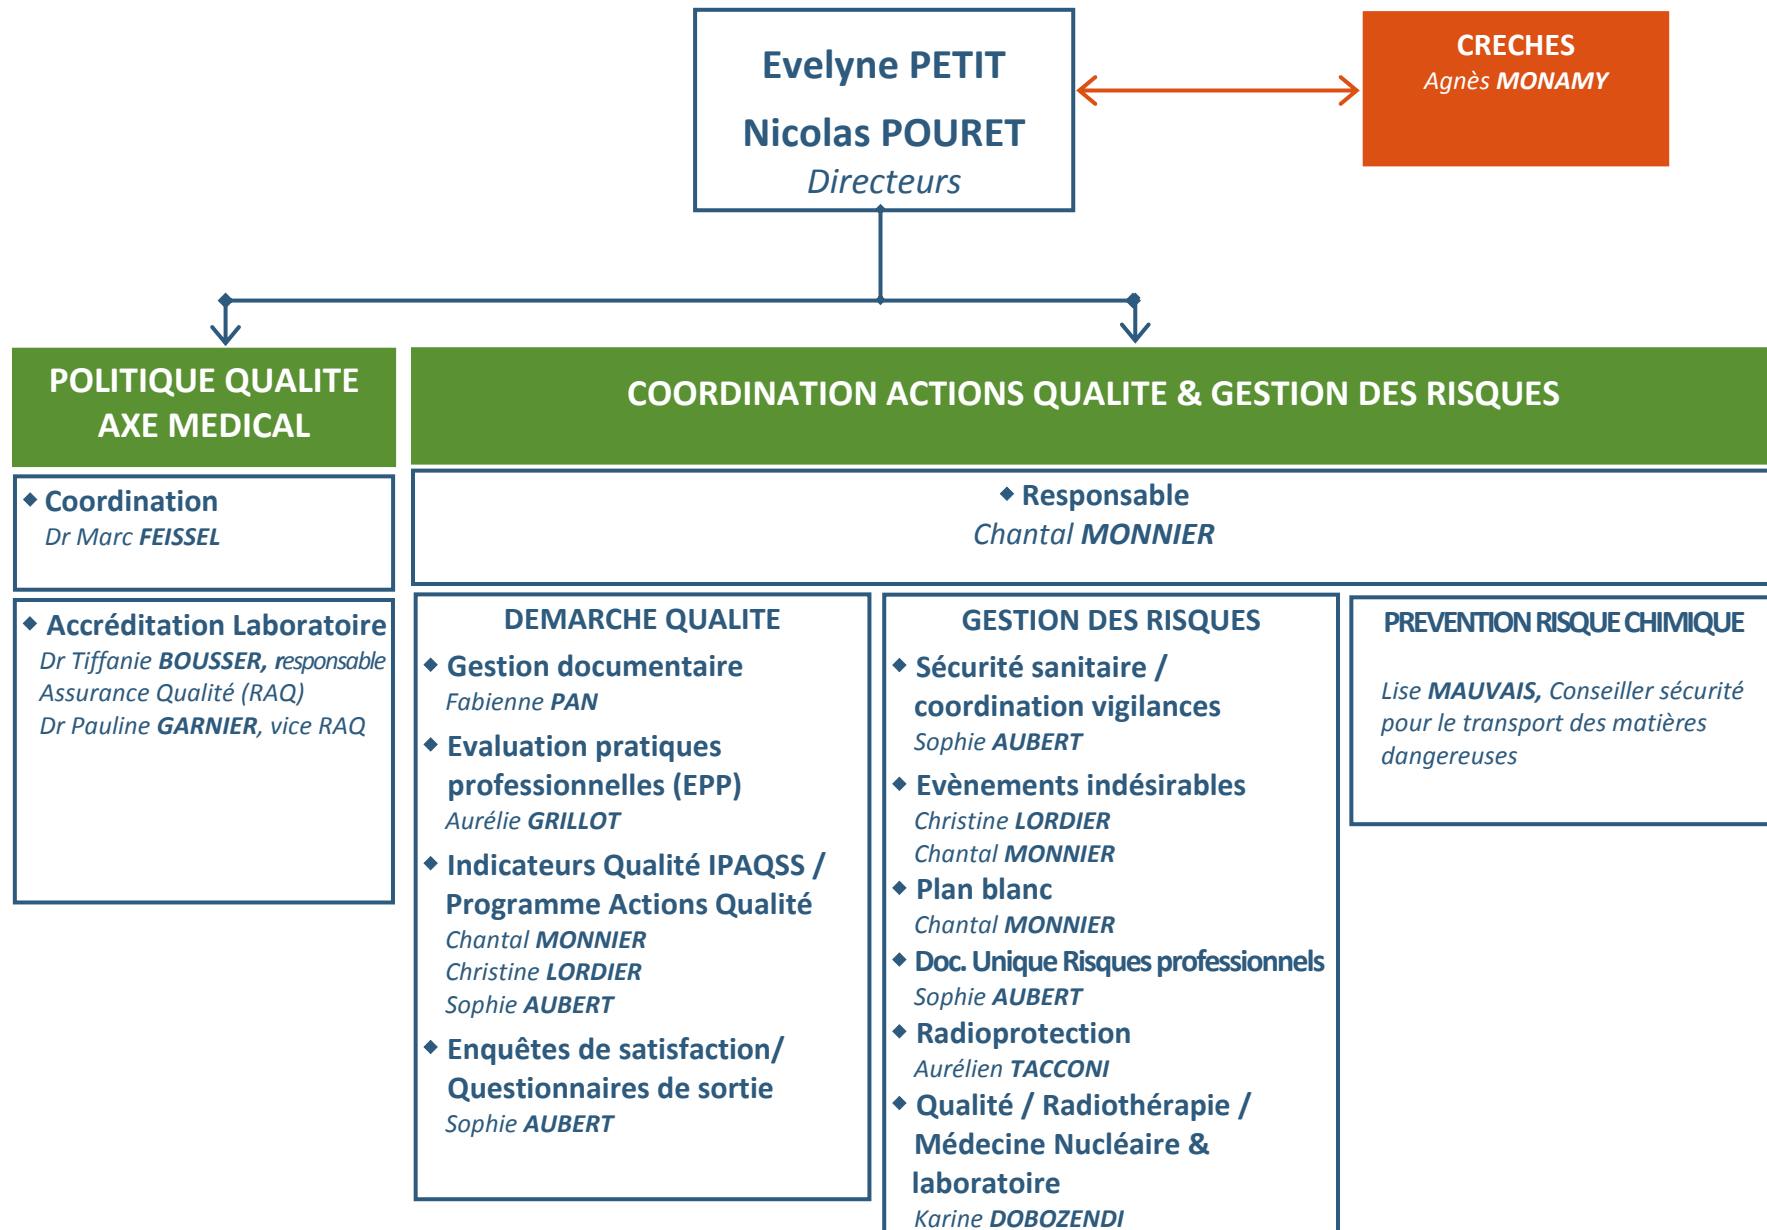 Evelyne PETIT
Nicolas POURET
Directeurs
CRECHES
Agnès MONAMY
POLITIQUE QUALITE
AXE MEDICAL
COORDINATION ACTIONS QUALITE & GESTION DES RISQUES
◆ Coordination
Dr Marc FEISSEL
◆ Responsable
Chantal MONNIER
◆ Accréditation Laboratoire
Dr Tiffanie BOUSSER, responsable
Assurance Qualité (RAQ)
Dr Pauline GARNIER, vice RAQ
DEMARCHE QUALITE
◆ Gestion documentaire
Fabienne PAN
◆ Evaluation pratiques
professionnelles (EPP)
Aurélie GRILLOT
◆ Indicateurs Qualité IPAQSS /
Programme Actions Qualité
Chantal MONNIER
Christine LORDIER
Sophie AUBERT
◆ Enquêtes de satisfaction/
Questionnaires de sortie
Sophie AUBERT
GESTION DES RISQUES
◆ Sécurité sanitaire /
coordination vigilances
Sophie AUBERT
◆ Evènements indésirables
Christine LORDIER
Chantal MONNIER
◆ Plan blanc
Chantal MONNIER
◆ Doc. Unique Risques professionnels
Sophie AUBERT
◆ Radioprotection
Aurélien TACCONI
◆ Qualité / Radiothérapie /
Médecine Nucléaire &
laboratoire
Karine DOBOZENDI
PREVENTION RISQUE CHIMIQUE
Lise MAUVAIS, Conseiller sécurité
pour le transport des matières
dangereuses